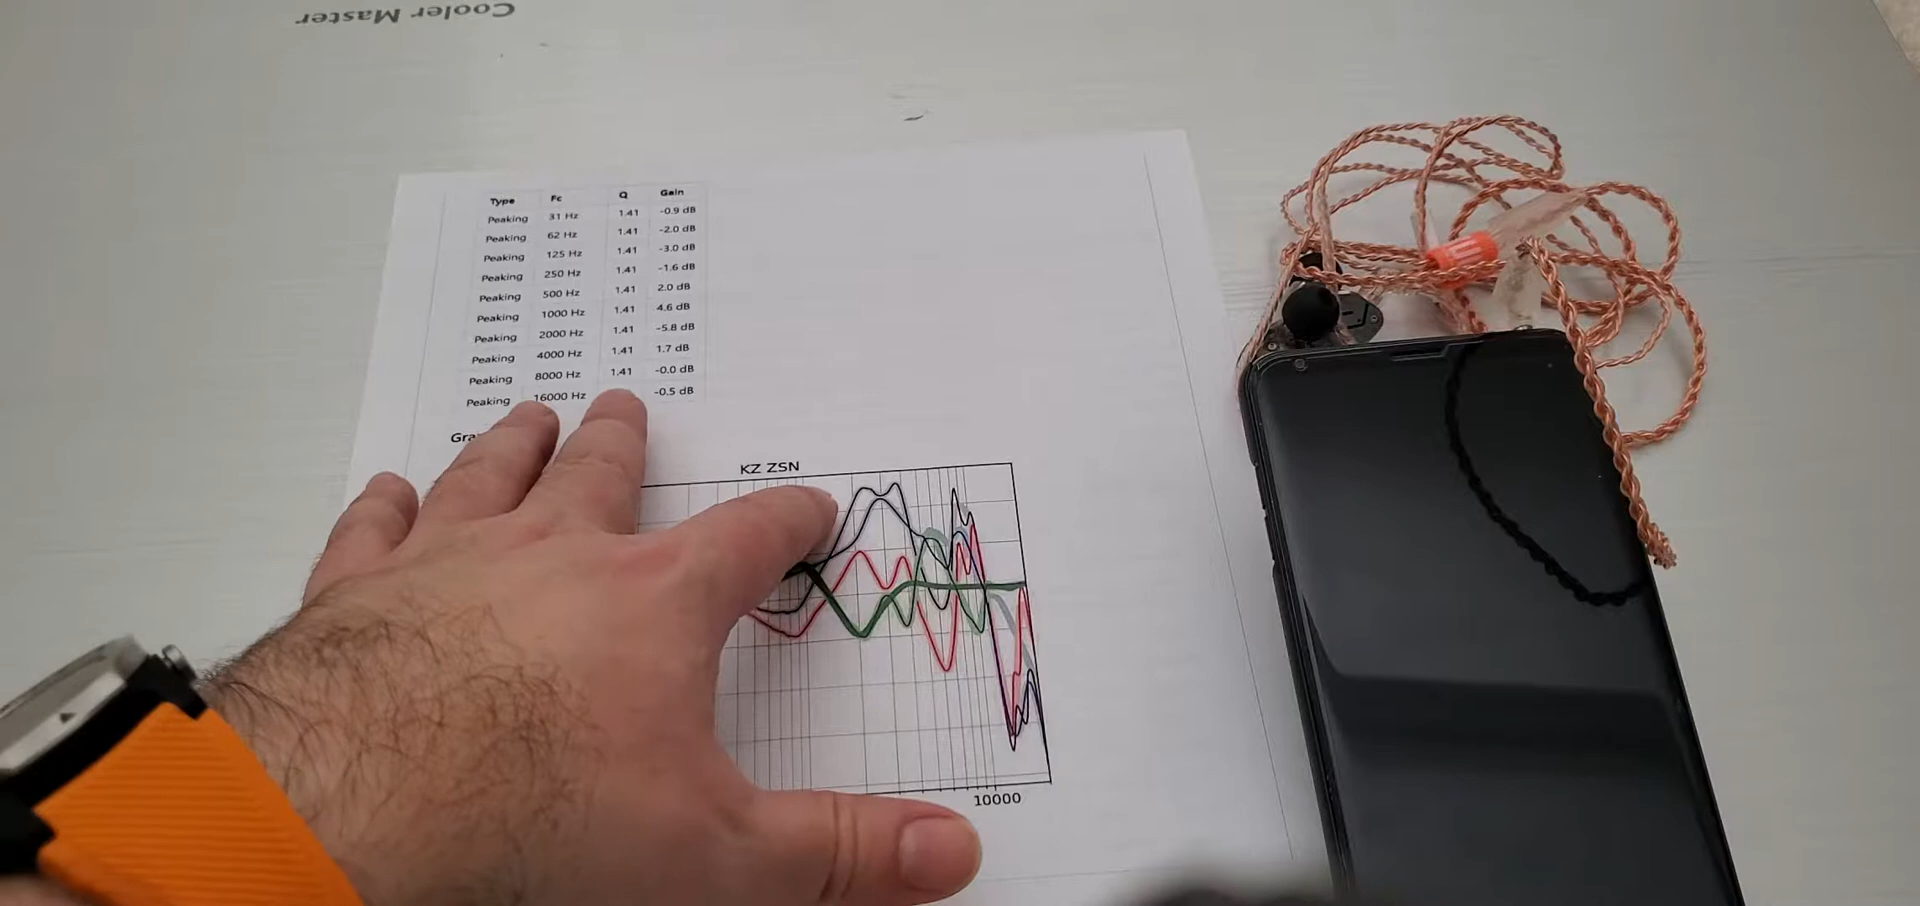 Cooler Master
Type Fc Q Gain
Peaking 31 Hz 1.41 -0.9 dB
Peaking 62 Hz 1.41 -2.0 dB
Peaking 125 Hz 1.41 -3.0 dB
Peaking 250 Hz 1.41 -1.6 dB
Peaking 500 Hz 1.41 2.0 dB
Peaking 1000 Hz 1.41 4.6 dB
Peaking 2000 Hz 1.41 -5.8 dB
Peaking 4000 Hz 1.41 1.7 dB
Peaking 8000 Hz 1.41 -0.0 dB
Peaking 16000 Hz -0.5 dB
KZ ZSN
10000